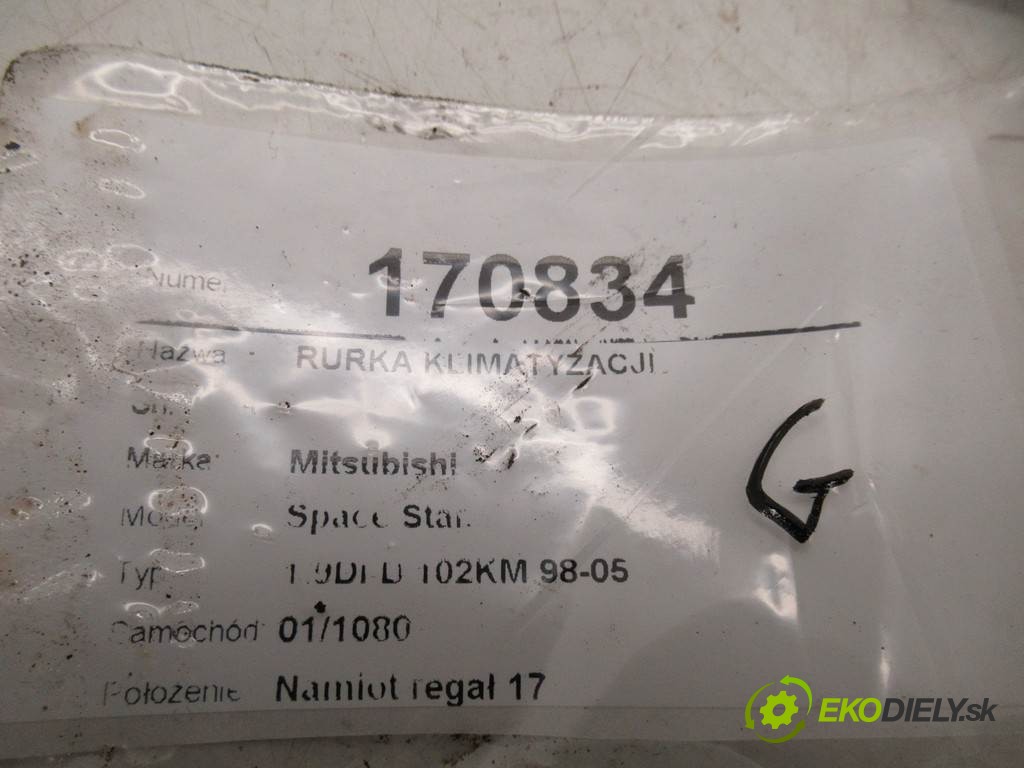 Numer 170834
Nazwa RURKA KLIMATYZACJI
Marka Mitsubishi
Model Space Star
Typ 1.9DI-D 102KM 98-05
Samochód 01/1080
Położenie Namiot regał 17
G
EKODIELY.sk